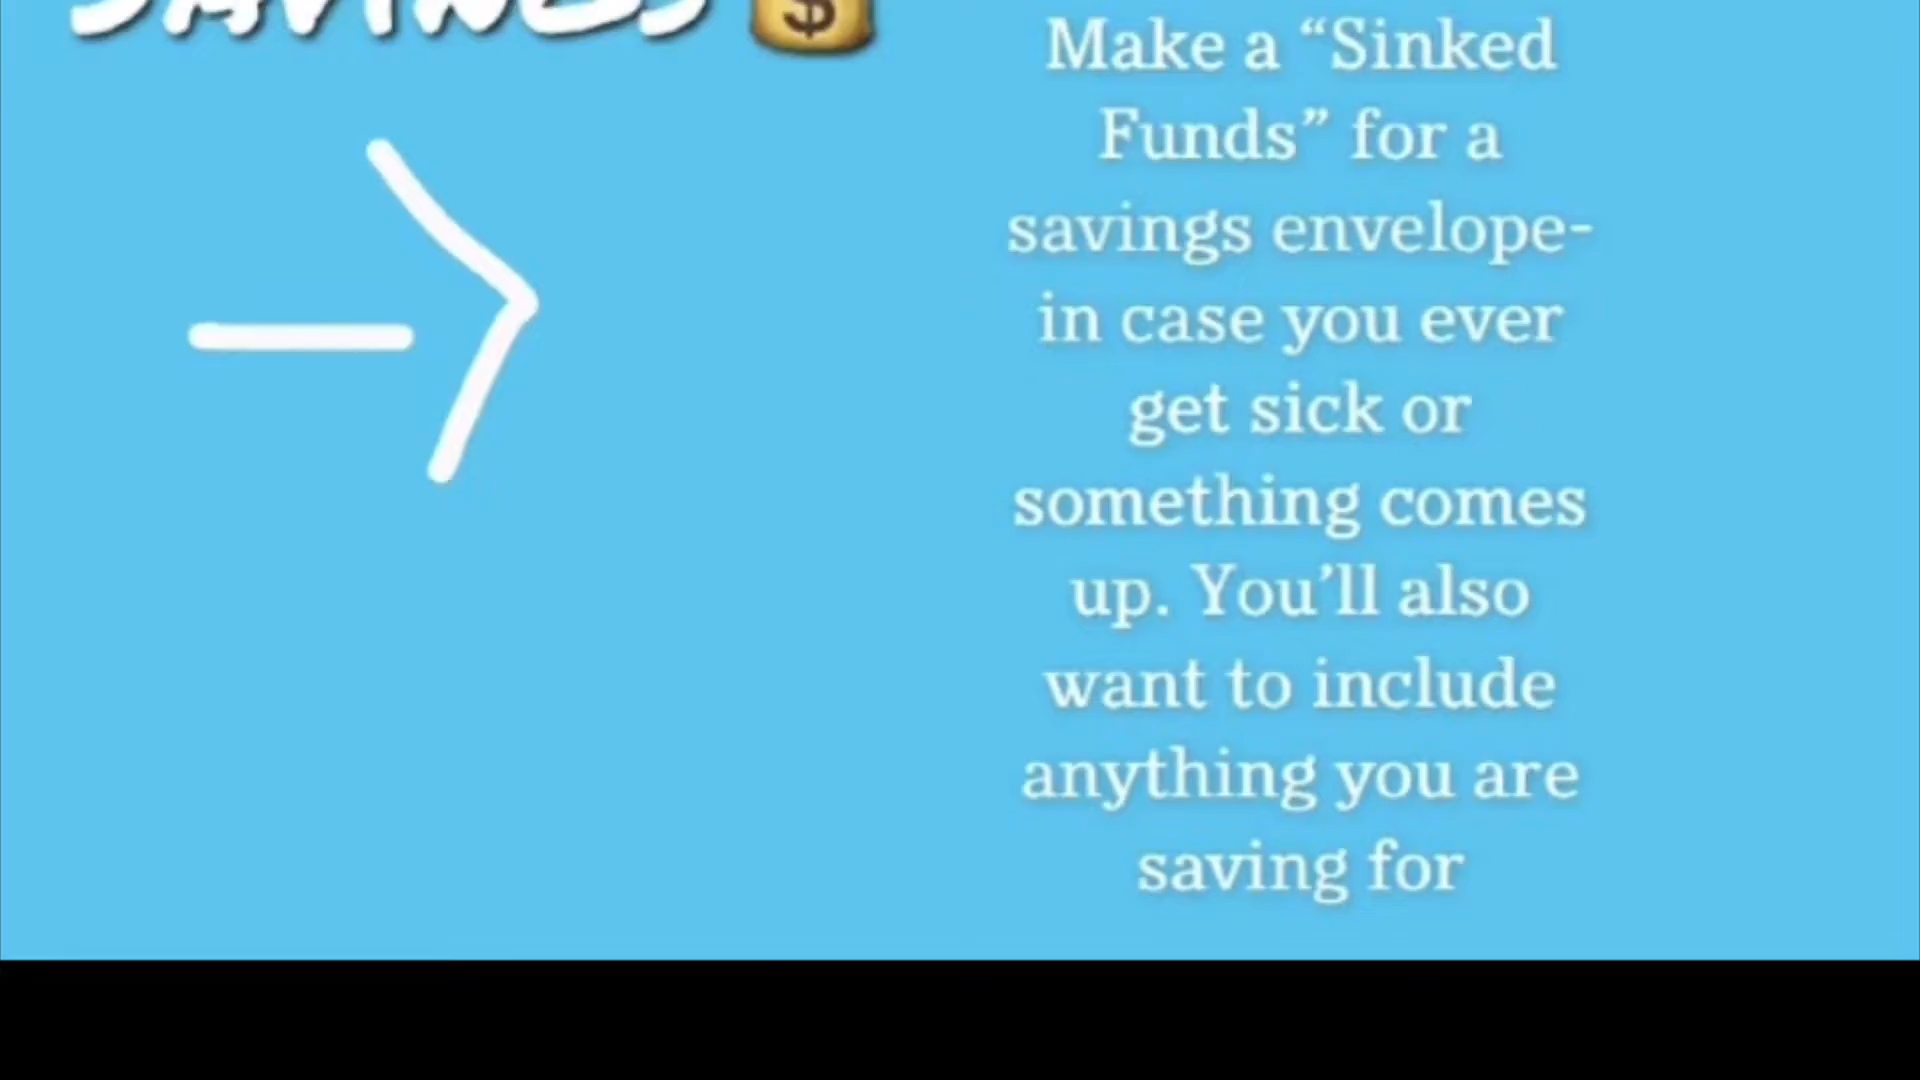 SAVINGS
Make a “Sinked
Funds” for a
savings envelope-
in case you ever
get sick or
something comes
up. You’ll also
want to include
anything you are
saving for